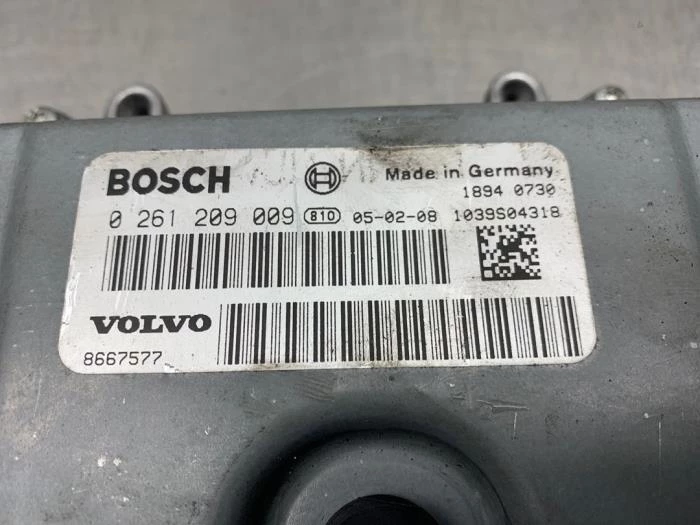 BOSCH Made in Germany
1894 0730
0 261 209 009 810 05-02-08 1039S04318
VOLVO
8667577